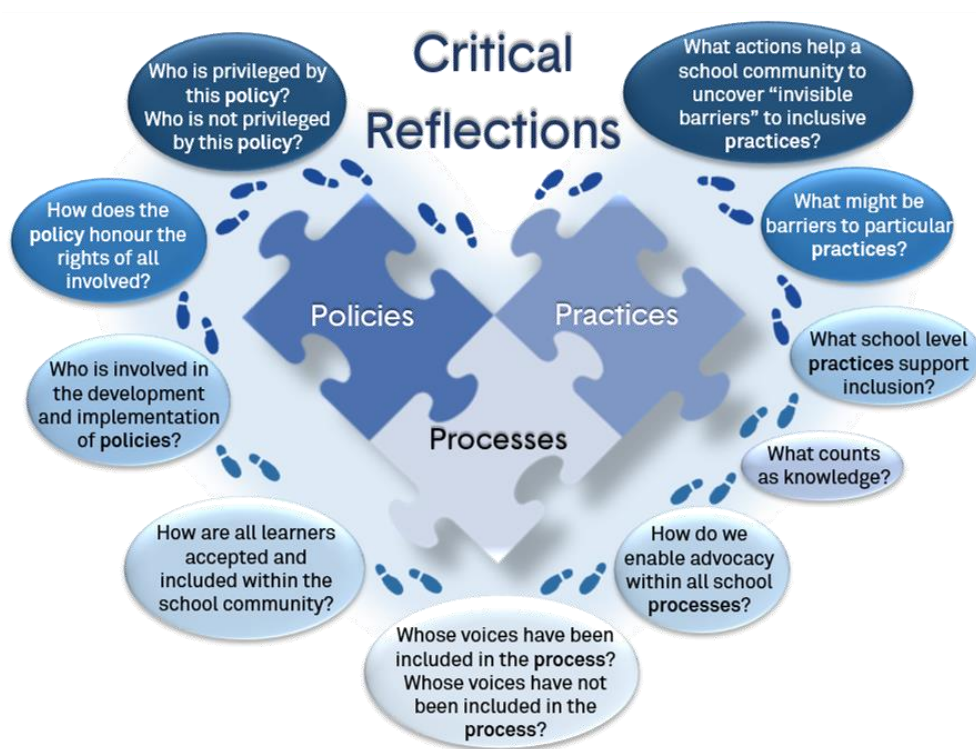 Critical
Reflections
Who is privileged by
this policy?
Who is not privileged
by this policy?
What actions help a
school community to
uncover “invisible
barriers” to inclusive
practices?
How does the
policy honour the
rights of all
involved?
What might be
barriers to particular
practices?
Policies
Practices
Processes
Who is involved in
the development
and implementation
of policies?
What school level
practices support
inclusion?
What counts
as knowledge?
How are all learners
accepted and
included within the
school community?
How do we
enable advocacy
within all school
processes?
Whose voices have been
included in the process?
Whose voices have not
been included in the
process?